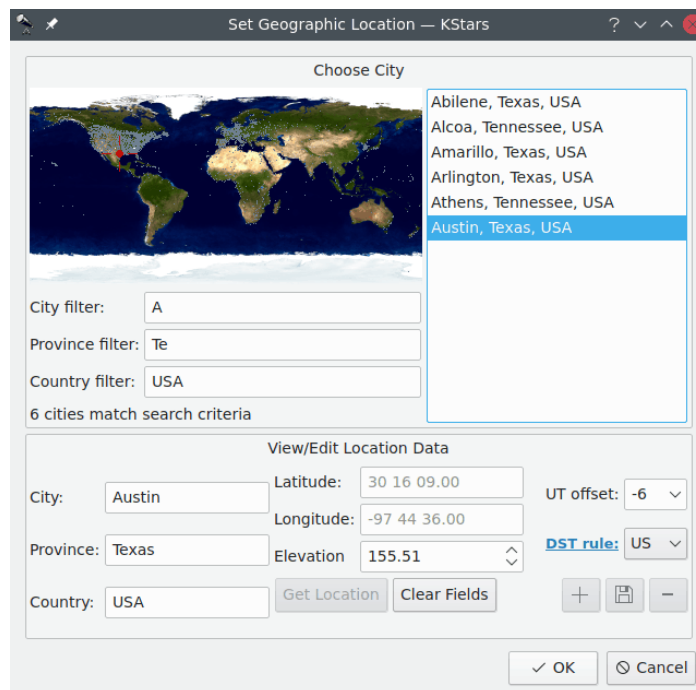 Set Geographic Location — KStars
Choose City
Abilene, Texas, USA
Alcoa, Tennessee, USA
Amarillo, Texas, USA
Arlington, Texas, USA
Athens, Tennessee, USA
Austin, Texas, USA
City filter: A
Province filter: Te
Country filter: USA
6 cities match search criteria
View/Edit Location Data
City: Austin
Province: Texas
Country: USA
Latitude: 30 16 09.00
Longitude: -97 44 36.00
Elevation 155.51
Get Location Clear Fields
UT offset: -6
DST rule: US
OK Cancel